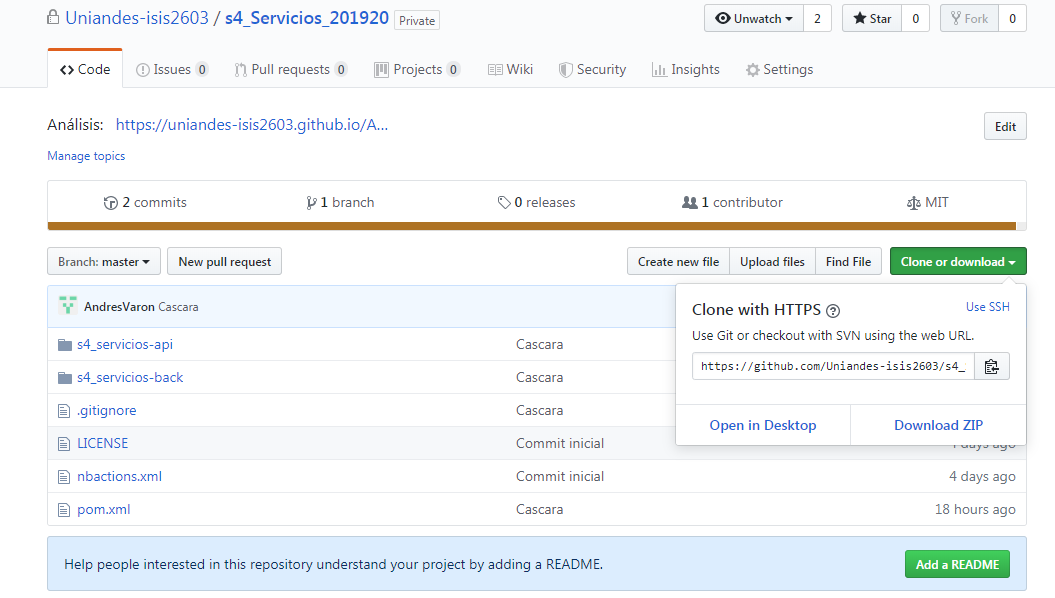 Uniandes-isis2603 / s4_Servicios_201920 Private Unwatch 2 Star 0 Fork 0
Code Issues 0 Pull requests 0 Projects 0 Wiki Security Insights Settings
Análisis: https://uniandes-isis2603.github.io/A... Edit
Manage topics
2 commits 1 branch 0 releases 1 contributor MIT
Branch: master New pull request Create new file Upload files Find File Clone or download
AndresVaron Cascara
Clone with HTTPS ? Use SSH
Use Git or checkout with SVN using the web URL.
https://github.com/Uniandes-isis2603/s4_
Open in Desktop Download ZIP
s4_servicios-api Cascara
s4_servicios-back Cascara
.gitignore Cascara
LICENSE Commit inicial days ago
nbactions.xml Commit inicial 4 days ago
pom.xml Cascara 18 hours ago
Help people interested in this repository understand your project by adding a README. Add a README